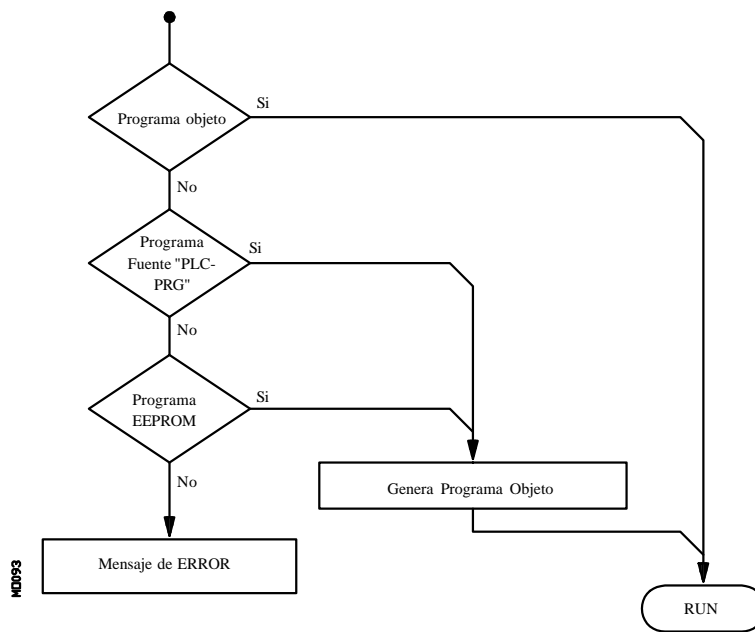 Programa objeto
Si
No
Programa
Fuente "PLC-
PRG"
Si
No
Programa
EEPROM
Si
No
Genera Programa Objeto
Mensaje de ERROR
RUN
MD093